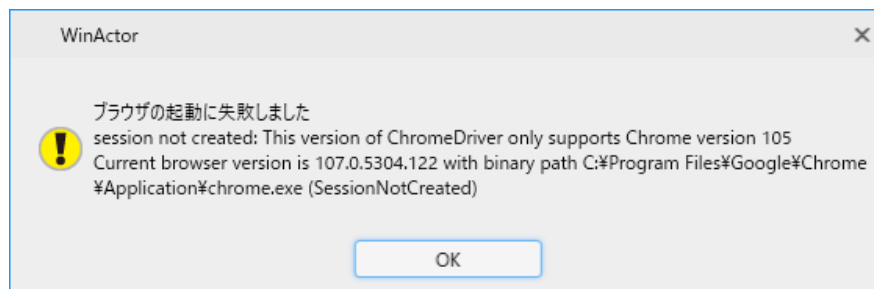 WinActor
ブラウザの起動に失敗しました
session not created: This version of ChromeDriver only supports Chrome version 105
Current browser version is 107.0.5304.122 with binary path C:¥Program Files¥Google¥Chrome
¥Application¥chrome.exe (SessionNotCreated)
OK